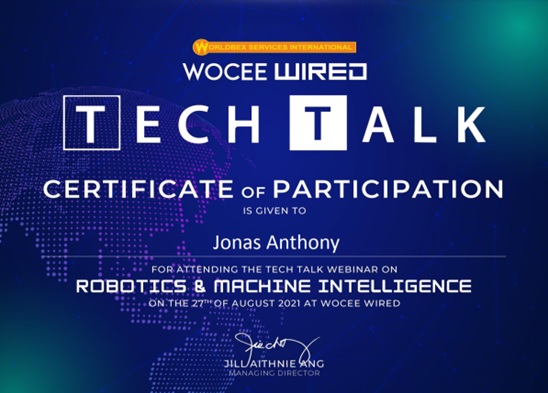 WORLDBEX SERVICES INTERNATIONAL
WOCEE WIRED
TECH TALK
CERTIFICATE OF PARTICIPATION
IS GIVEN TO
Jonas Anthony
FOR ATTENDING THE TECH TALK WEBINAR ON
ROBOTICS & MACHINE INTELLIGENCE
ON THE 27TH OF AUGUST 2021 AT WOCEE WIRED
JILL AITHNIE ANG
MANAGING DIRECTOR